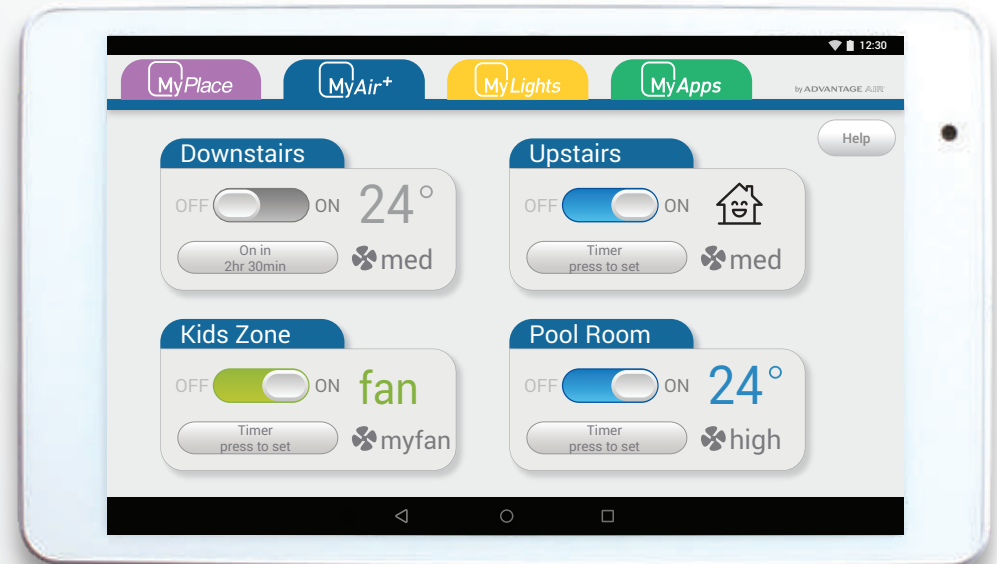 12:30
MyPlace
MyAir+
MyLights
MyApps
by ADVANTAGE AIR
Help
Downstairs
OFF
ON
24°
On in
2hr 30min
med
Upstairs
OFF
ON
Timer
press to set
med
Kids Zone
OFF
ON
fan
Timer
press to set
myfan
Pool Room
OFF
ON
24°
Timer
press to set
high